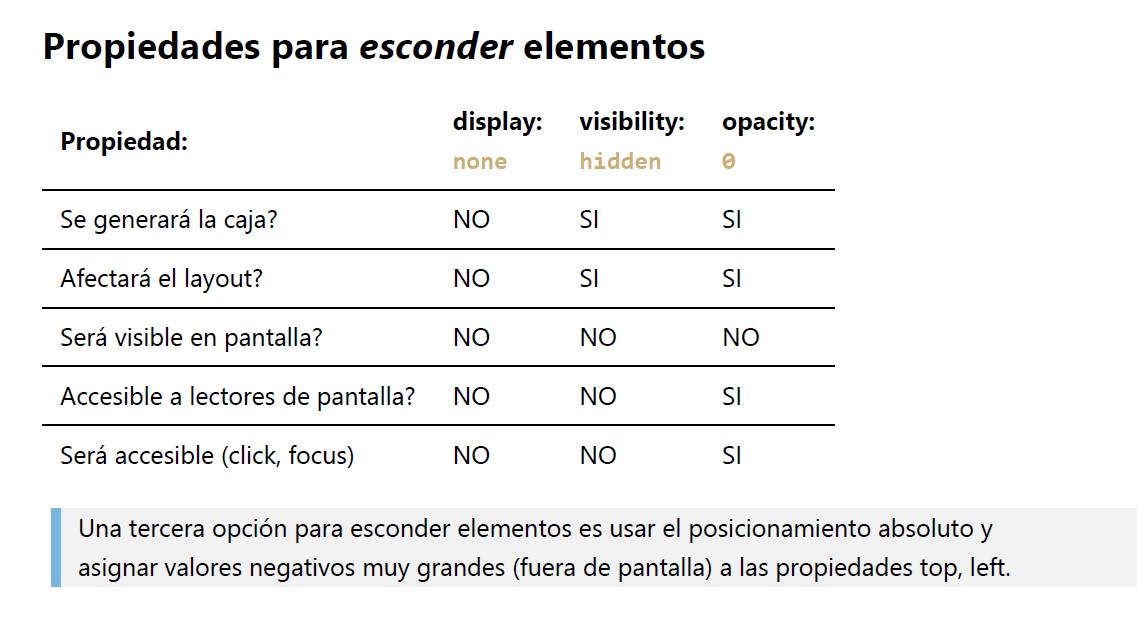 Propiedades para esconder elementos
Propiedad: display: visibility: opacity:
none hidden 0
Se generará la caja? NO SI SI
Afectará el layout? NO SI SI
Será visible en pantalla? NO NO NO
Accesible a lectores de pantalla? NO NO SI
Será accesible (click, focus) NO NO SI
Una tercera opción para esconder elementos es usar el posicionamiento absoluto y
asignar valores negativos muy grandes (fuera de pantalla) a las propiedades top, left.